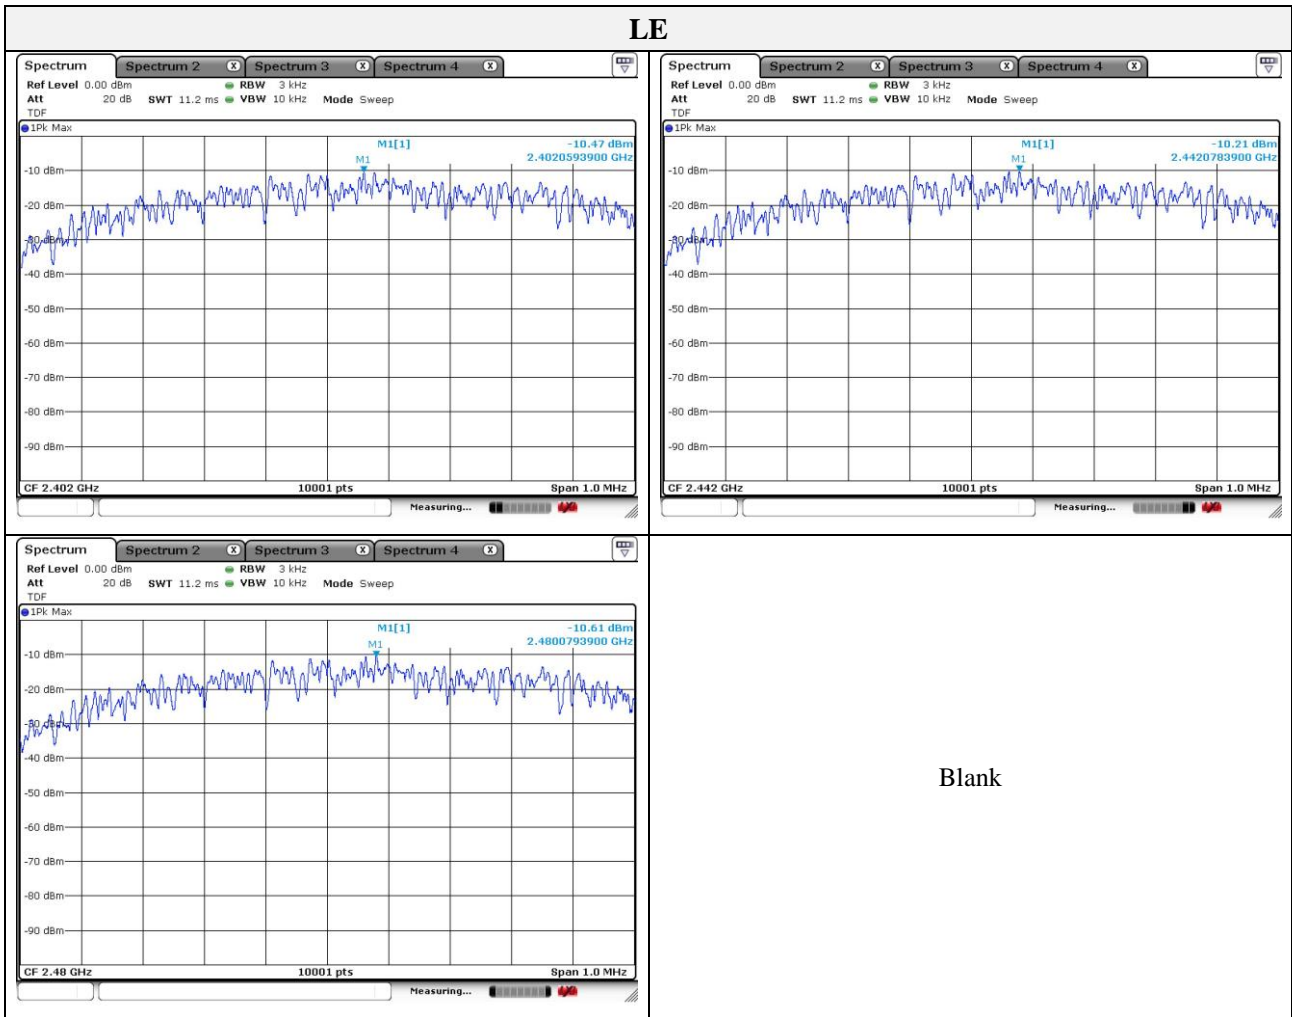 LE
Spectrum Spectrum 2 X Spectrum 3 X Spectrum 4 X
Ref Level 0.00 dBm RBW 3 kHz
Att 20 dB SWT 11.2 ms VBW 10 kHz Mode Sweep
TDF
1Pk Max
M1[1] -10.47 dBm
2.4020593900 GHz
M1
-10 dBm
-20 dBm
-30 dBm
-40 dBm
-50 dBm
-60 dBm
-70 dBm
-80 dBm
-90 dBm
CF 2.402 GHz 10001 pts Span 1.0 MHz
Measuring...
Spectrum Spectrum 2 X Spectrum 3 X Spectrum 4 X
Ref Level 0.00 dBm RBW 3 kHz
Att 20 dB SWT 11.2 ms VBW 10 kHz Mode Sweep
TDF
1Pk Max
M1[1] -10.21 dBm
2.4420783900 GHz
M1
-10 dBm
-20 dBm
-30 dBm
-40 dBm
-50 dBm
-60 dBm
-70 dBm
-80 dBm
-90 dBm
CF 2.442 GHz 10001 pts Span 1.0 MHz
Measuring...
Spectrum Spectrum 2 X Spectrum 3 X Spectrum 4 X
Ref Level 0.00 dBm RBW 3 kHz
Att 20 dB SWT 11.2 ms VBW 10 kHz Mode Sweep
TDF
1Pk Max
M1[1] -10.61 dBm
2.4800793900 GHz
M1
-10 dBm
-20 dBm
-30 dBm
-40 dBm
-50 dBm
-60 dBm
-70 dBm
-80 dBm
-90 dBm
CF 2.48 GHz 10001 pts Span 1.0 MHz
Measuring...
Blank